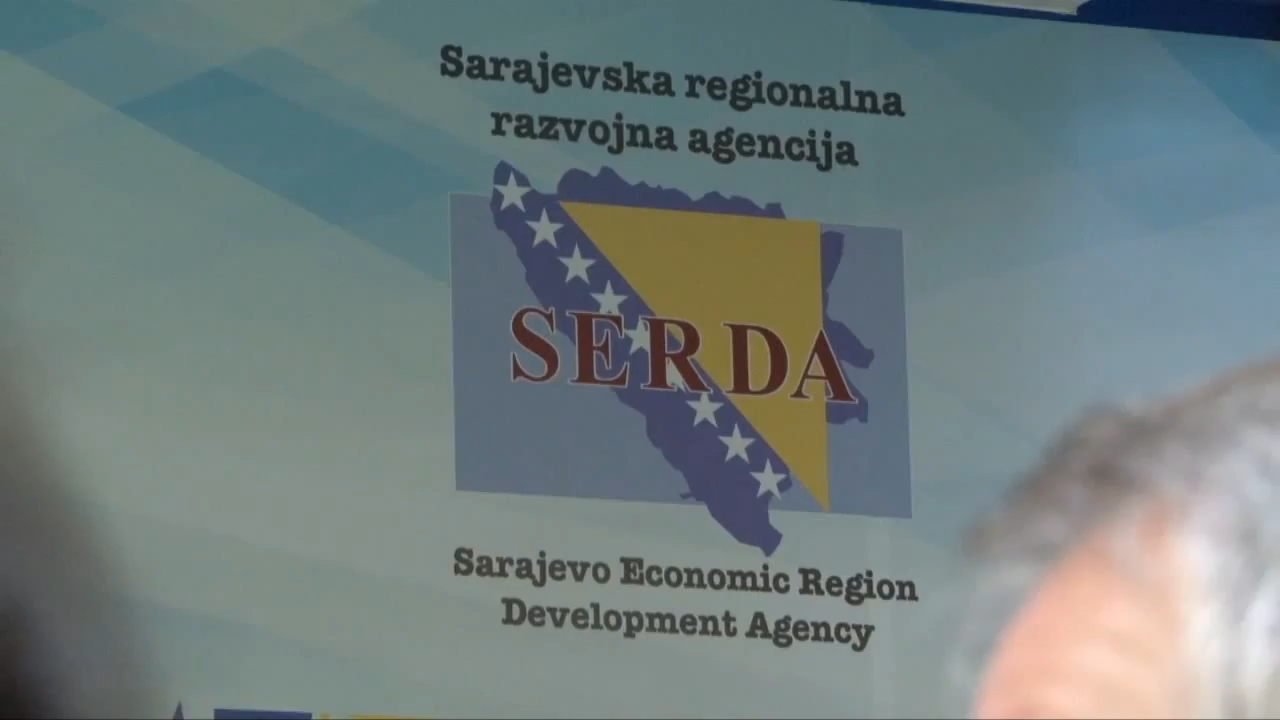 Sarajevska regionalna
razvojna agencija
SERDA
Sarajevo Economic Region
Development Agency